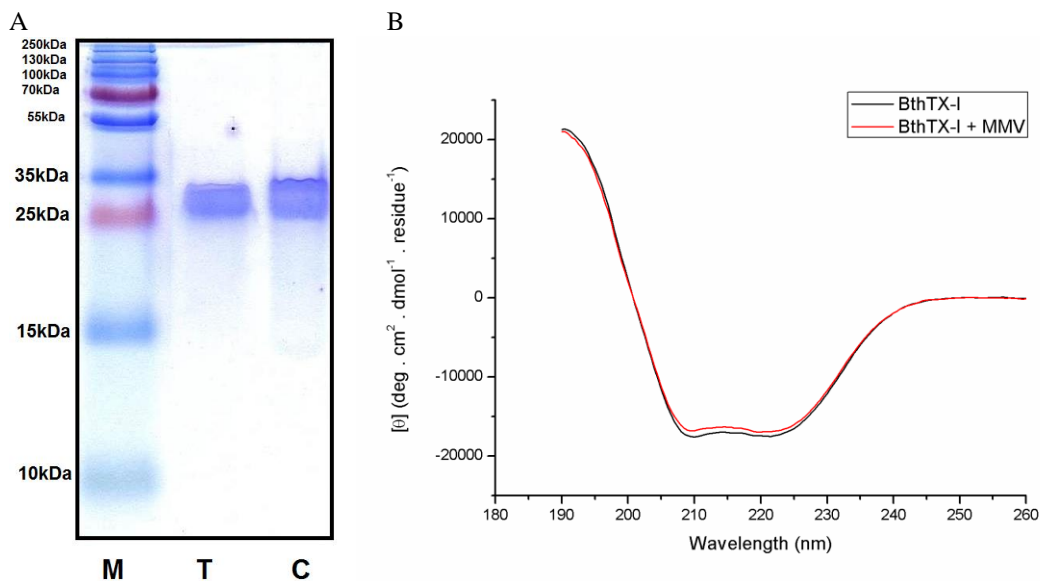 A
250kDa
130kDa
100kDa
70kDa
55kDa
35kDa
25kDa
15kDa
10kDa
M T C
B
BthTX-I
BthTX-I + MMV
20000
10000
0
-10000
-20000
[θ] (deg . cm² . dmol⁻¹ . residue⁻¹)
180 190 200 210 220 230 240 250 260
Wavelength (nm)